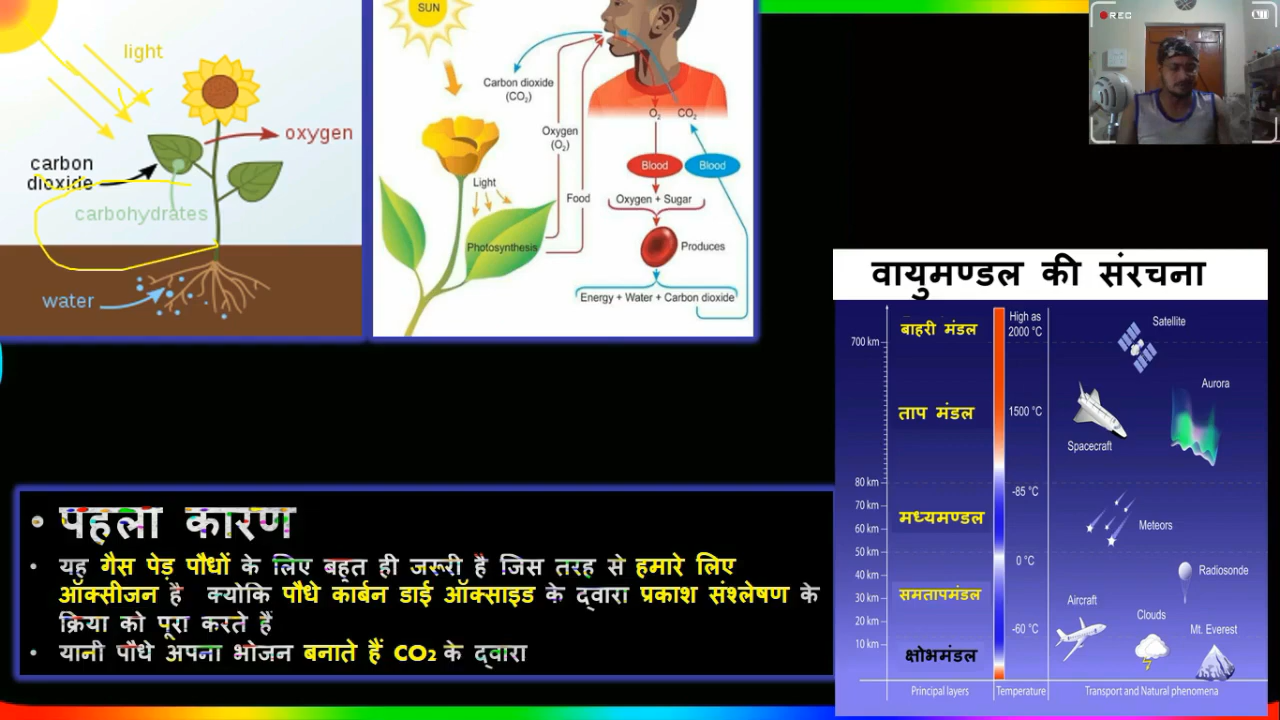 light
oxygen
carbon
dioxide
carbohydrates
water
SUN
Carbon dioxide
(CO₂)
Oxygen
(O₂)
Light
Food
Photosynthesis
O₂ CO₂
Blood Blood
Oxygen + Sugar
Produces
Energy + Water + Carbon dioxide
REC
वायुमण्डल की संरचना
बाहरी मंडल
High as
2000 °C
Satellite
700 km
ताप मंडल
1500 °C
Aurora
Spacecraft
80 km
-85 °C
70 km
मध्यमण्डल
60 km
Meteors
50 km
0 °C
Radiosonde
40 km
समतापमंडल
30 km
Aircraft
Clouds
20 km
-60 °C
Mt. Everest
10 km
क्षोभमंडल
Principal layers Temperature Transport and Natural phenomena
• पहला कारण
• यह गैस पेड़ पौधों के लिए बहुत ही जरूरी है जिस तरह से हमारे लिए
ऑक्सीजन है क्योकि पौधे कार्बन डाई ऑक्साइड के द्वारा प्रकाश संश्लेषण के
क्रिया को पूरा करते हैं
• यानी पौधे अपना भोजन बनाते हैं CO₂ के द्वारा